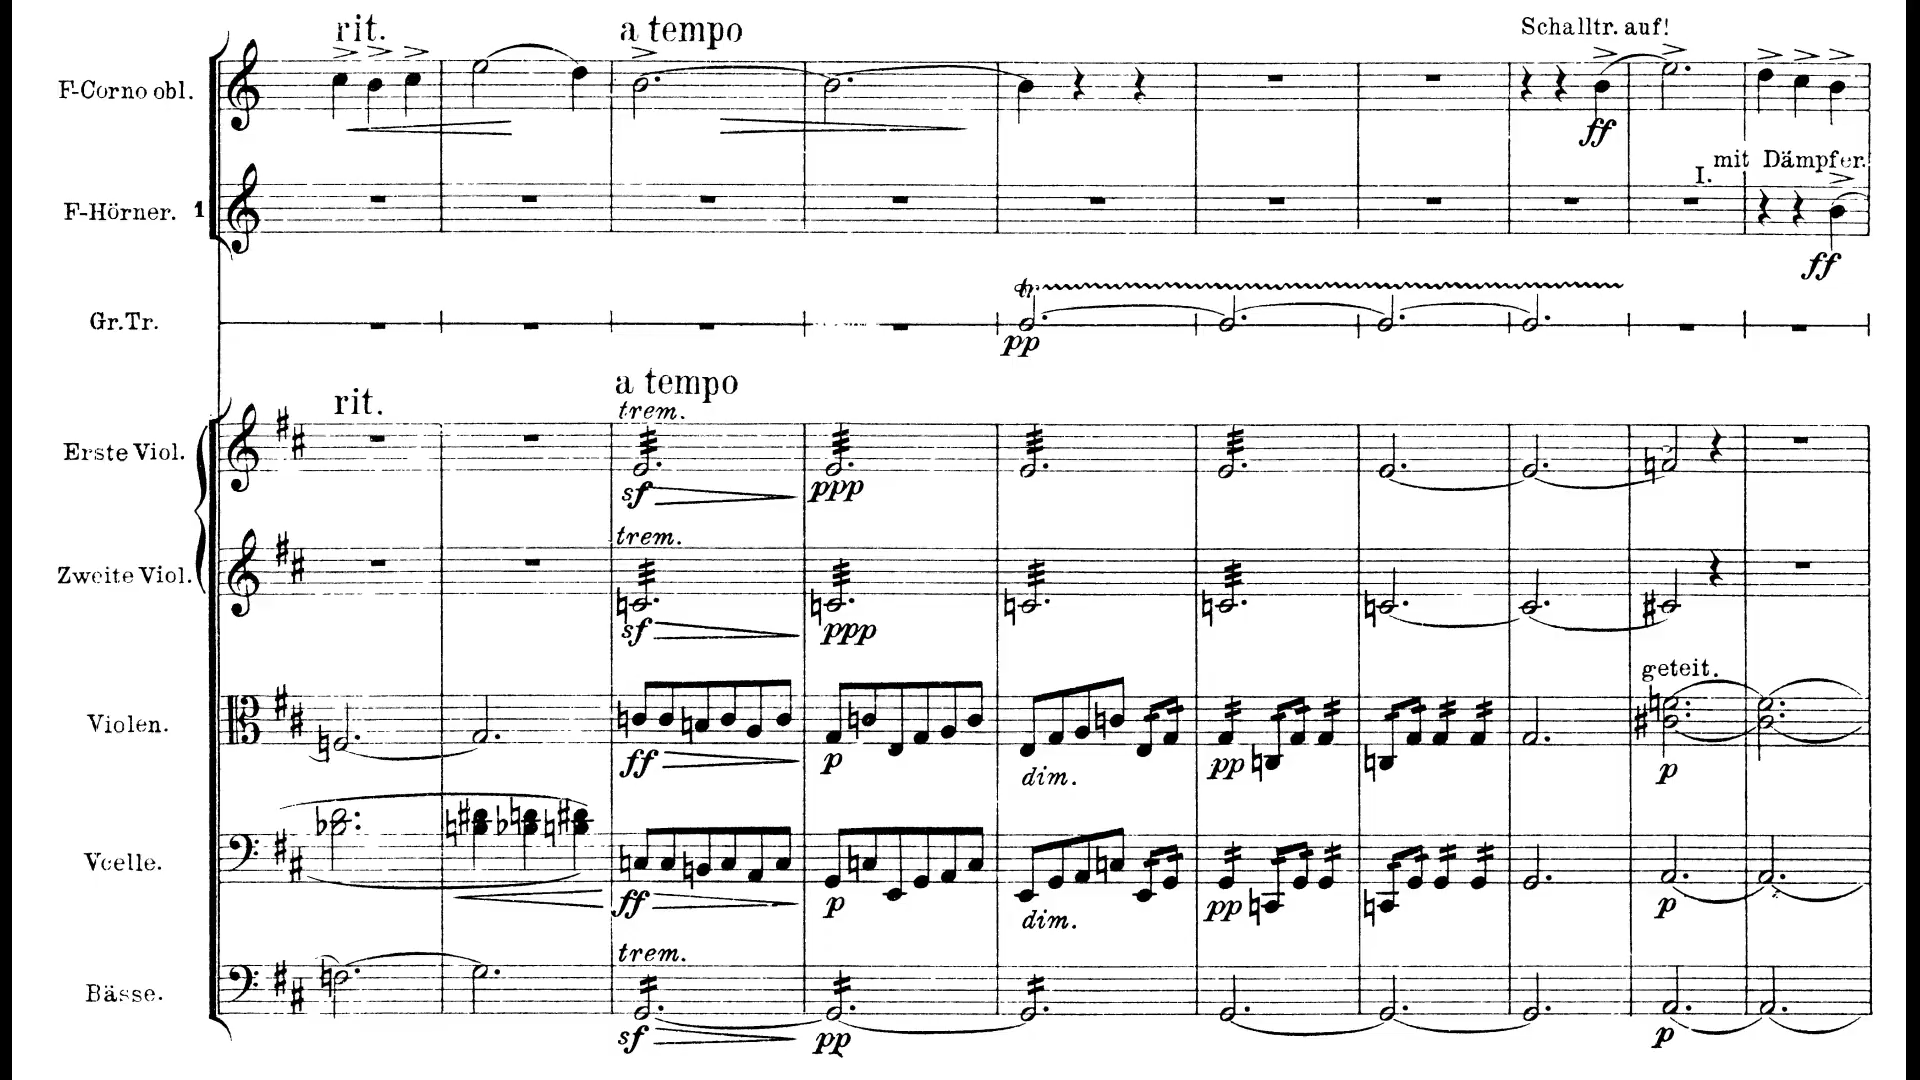 rit. a tempo Schalltr. auf!
F-Corno obl.
ff
I. mit Dämpfer.
F-Hörner. 1
ff
tr
Gr.Tr.
pp
rit. a tempo
trem.
Erste Viol.
sf ppp
trem.
Zweite Viol.
sf ppp
geteit.
Violen.
ff p dim. pp p
Vcelle.
ff p dim. pp p
trem.
Bässe.
sf pp p